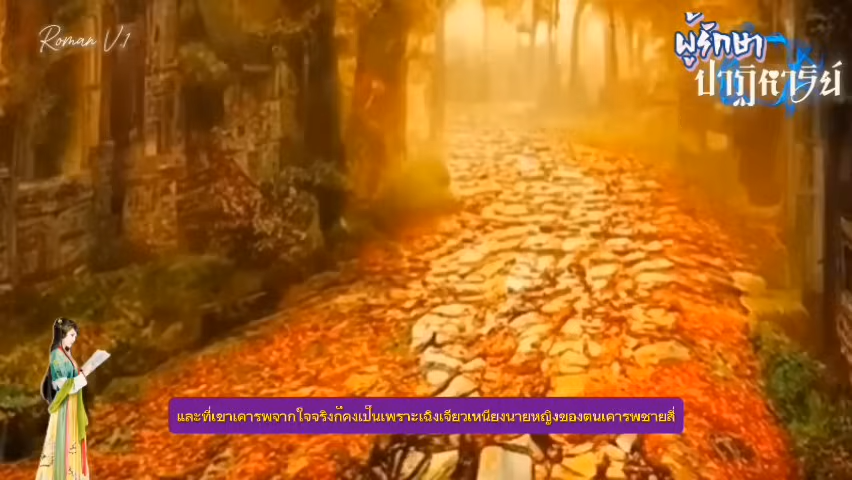 Roman V.1
ผู้รักษา
ปาฏิหาริย์
และที่เขาเคารพจากใจจริงก็คงเป็นเพราะเฉิงเจียวเหนียงนายหญิงของตนเคารพชายสี่